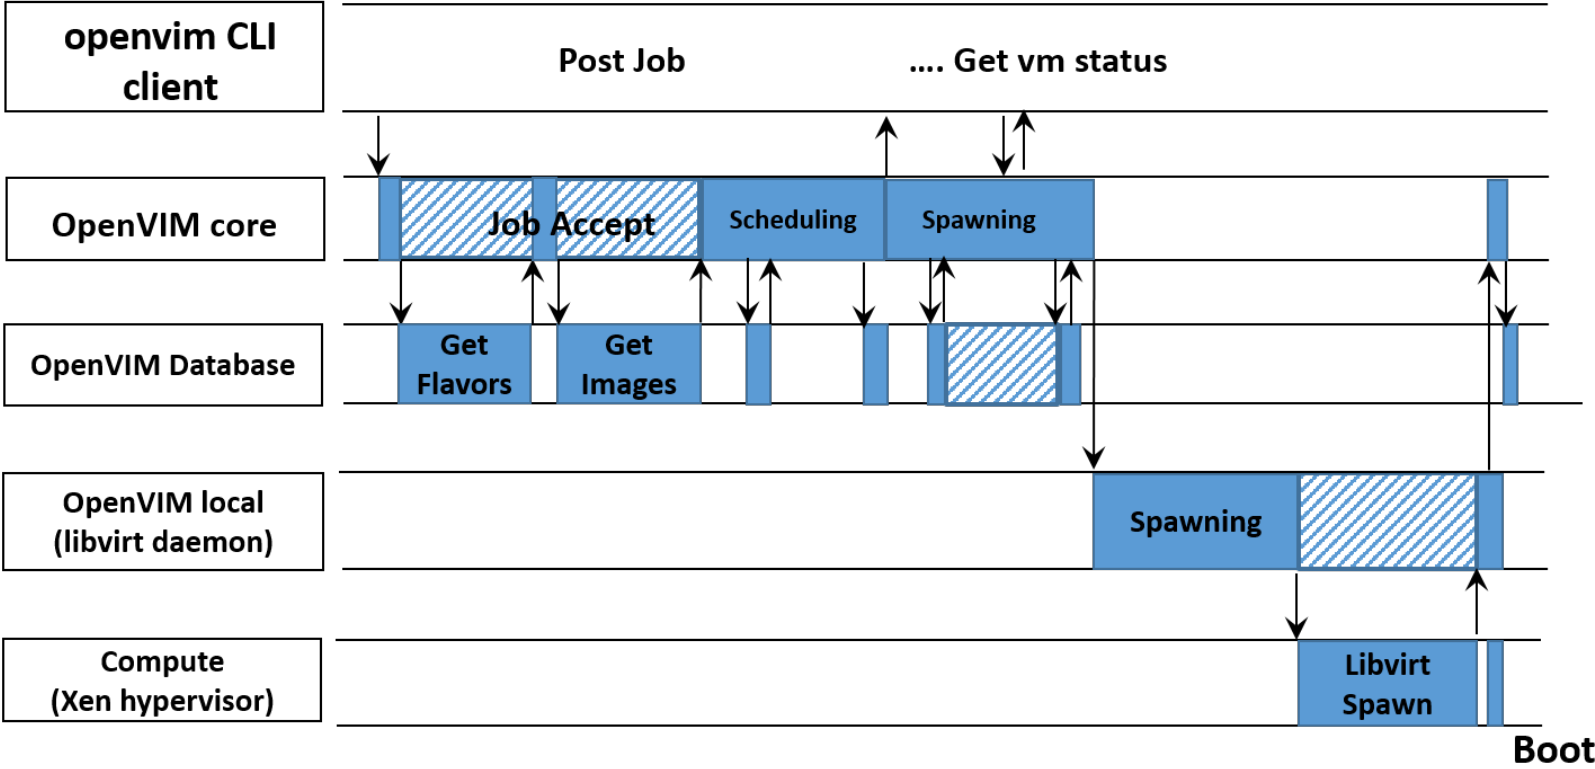 openvim CLI
client
Post Job
.... Get vm status
OpenVIM core
Job Accept
Scheduling
Spawning
OpenVIM Database
Get
Flavors
Get
Images
OpenVIM local
(libvirt daemon)
Spawning
Compute
(Xen hypervisor)
Libvirt
Spawn
Boot